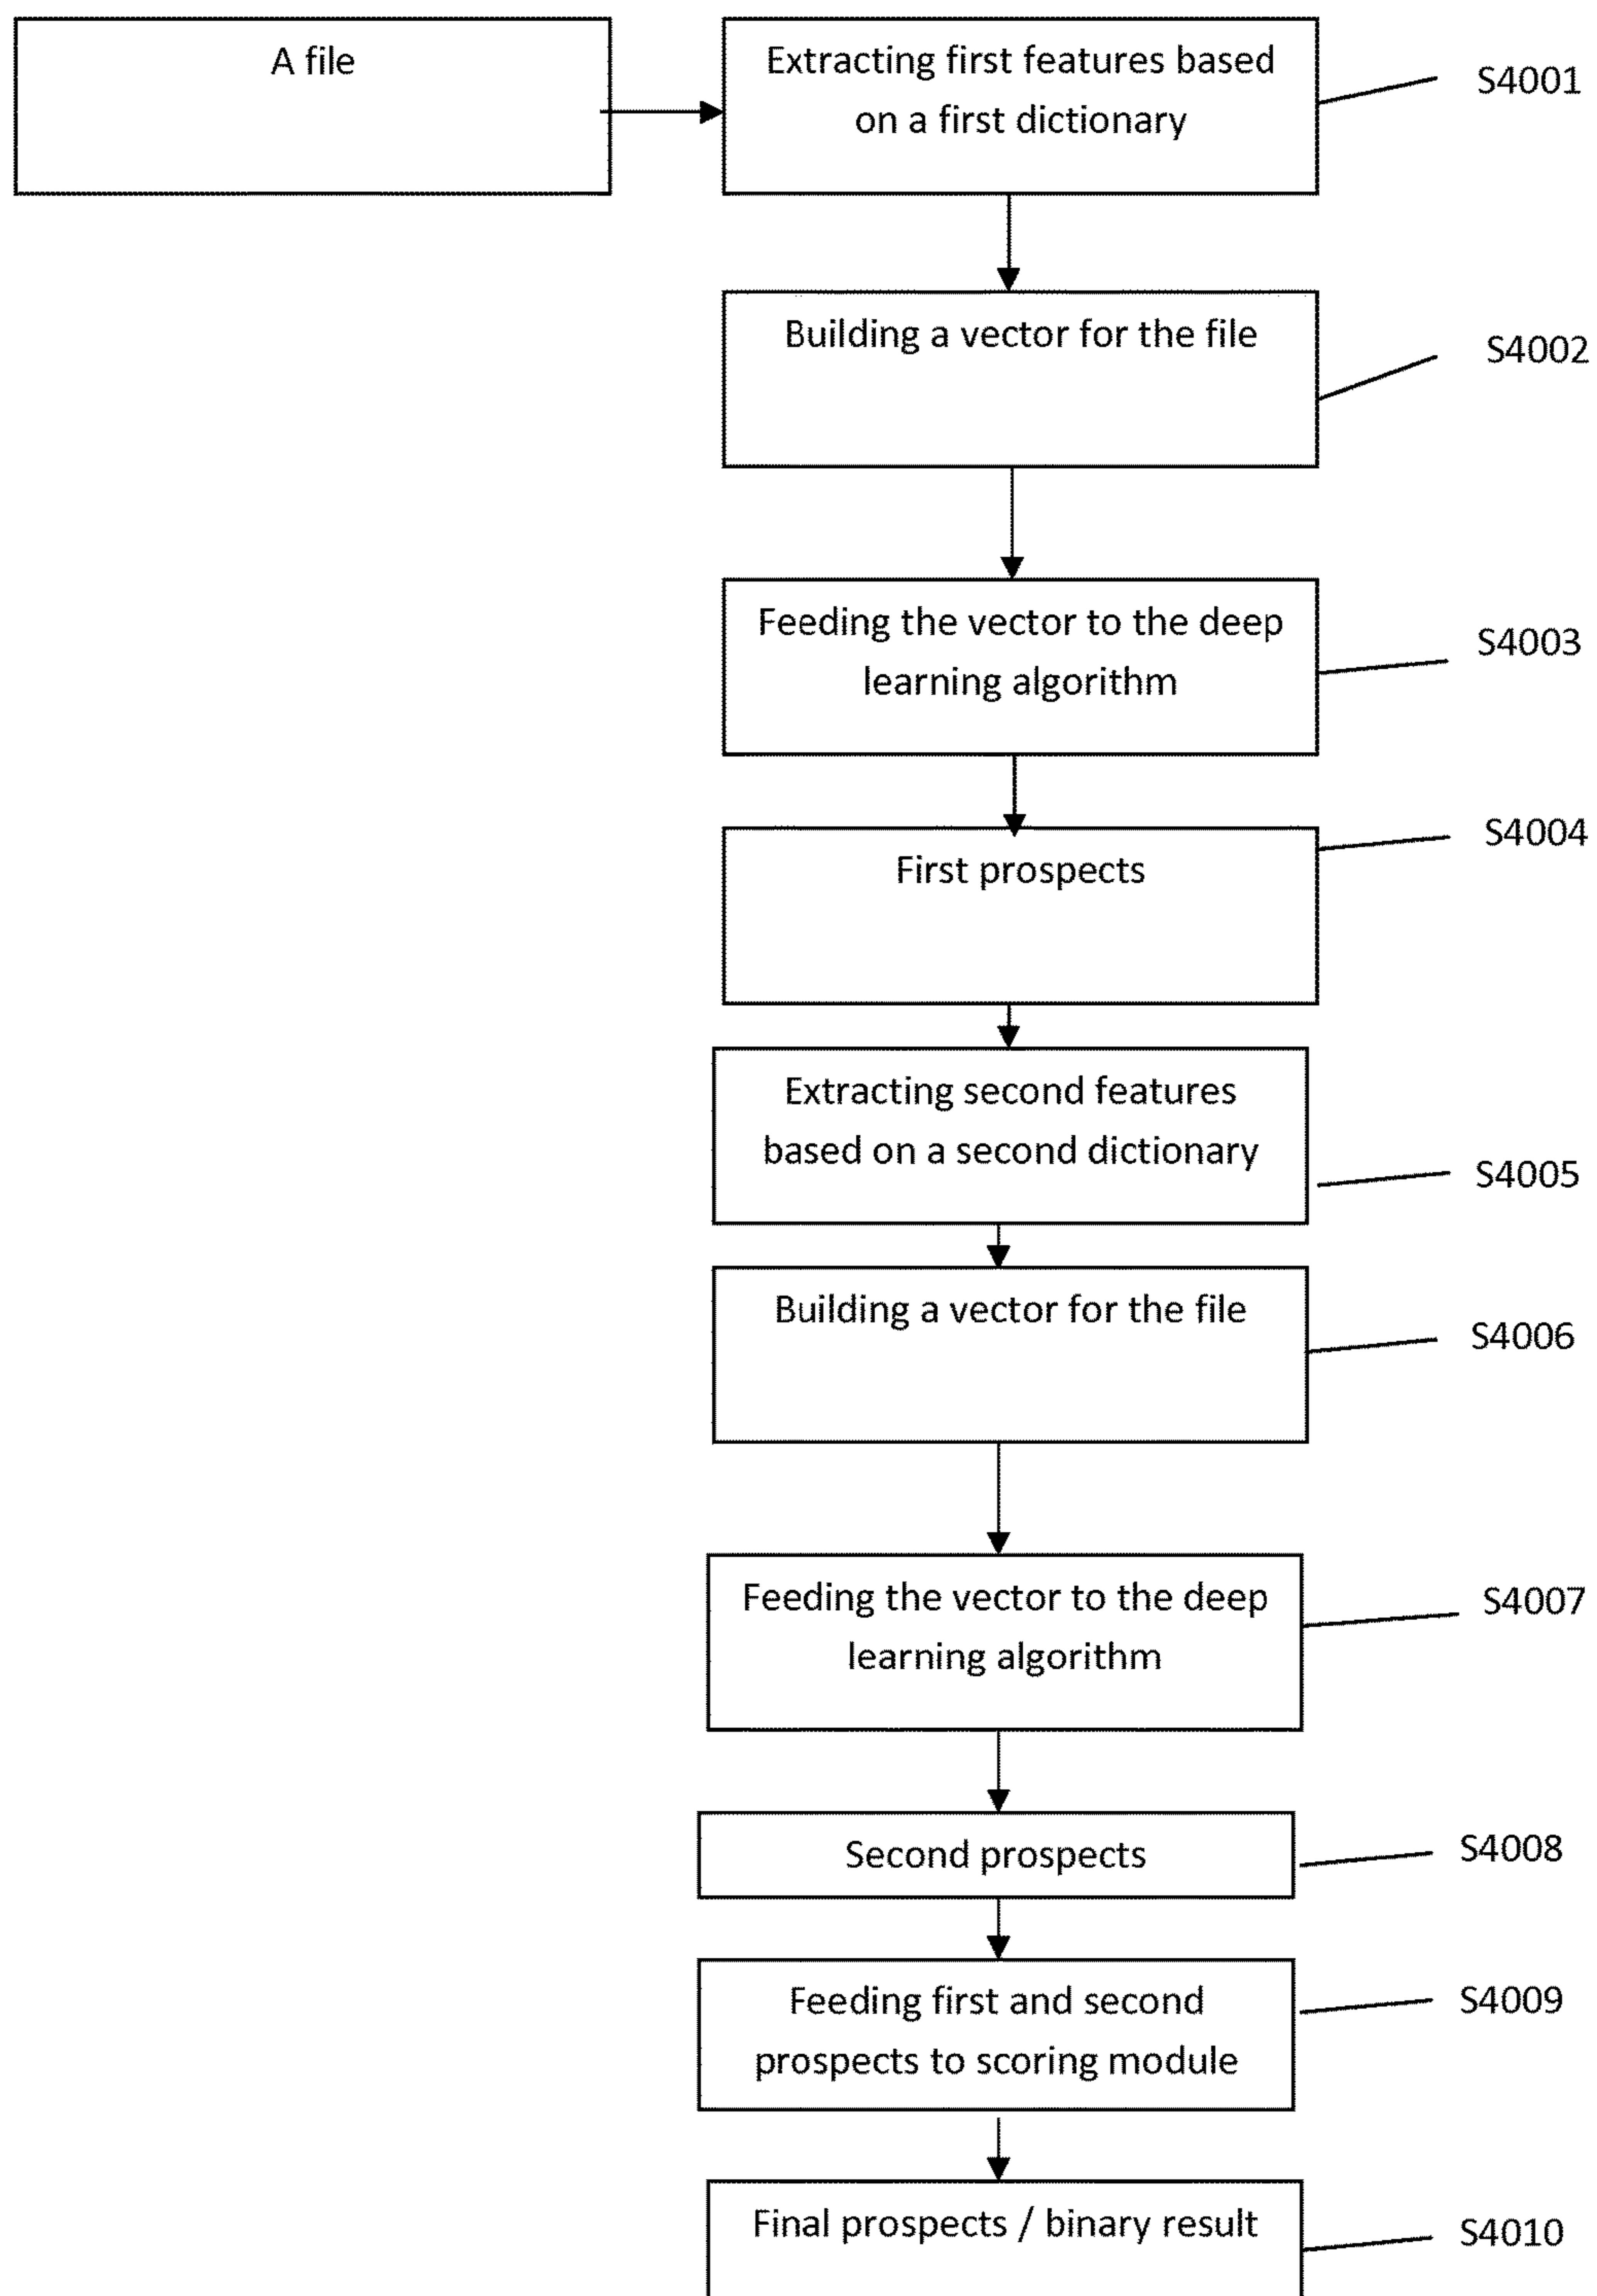 A file
Extracting first features based
on a first dictionary
S4001
Building a vector for the file
S4002
Feeding the vector to the deep
learning algorithm
S4003
First prospects
S4004
Extracting second features
based on a second dictionary
S4005
Building a vector for the file
S4006
Feeding the vector to the deep
learning algorithm
S4007
Second prospects
S4008
Feeding first and second
prospects to scoring module
S4009
Final prospects / binary result
S4010